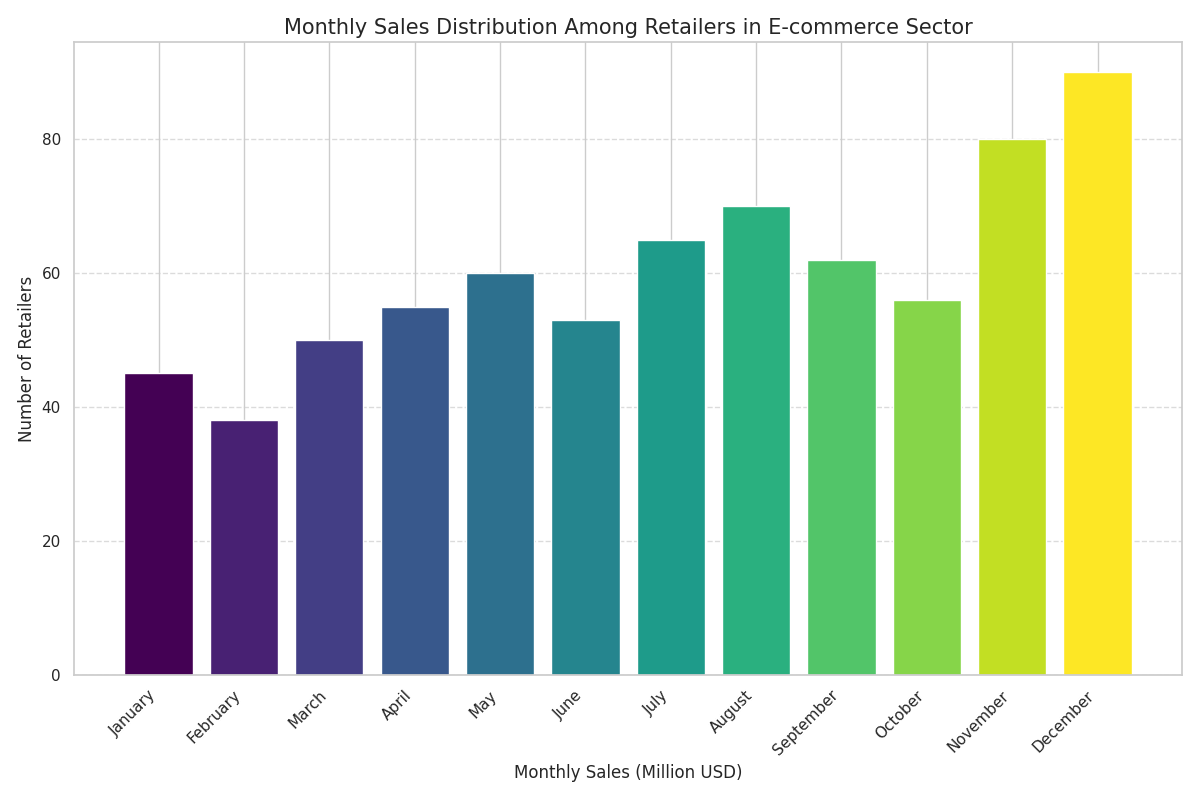 Monthly Sales Distribution Among Retailers in E-commerce Sector
Number of Retailers
80
60
40
20
0
January
February
March
April
May
June
July
August
September
October
November
December
Monthly Sales (Million USD)